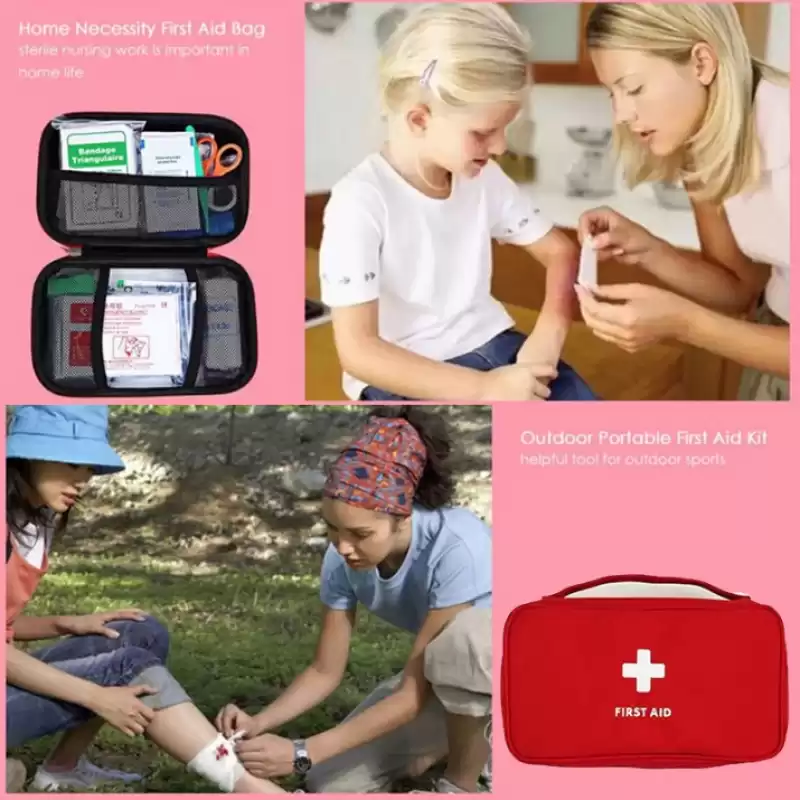 Home Necessity First Aid Bag
sterile nursing work is important in
home life
Bandage
Triangulaire
Outdoor Portable First Aid Kit
helpful tool for outdoor sports
FIRST AID